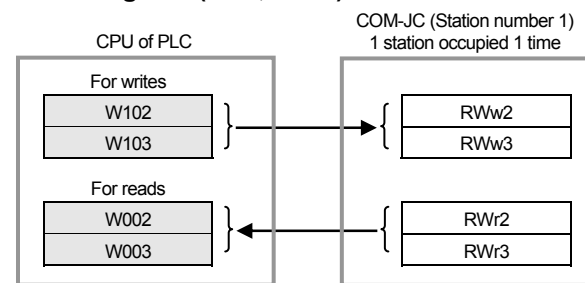 COM-JC (Station number 1)
CPU of PLC
1 station occupied 1 time
For writes
W102
RWw2
W103
RWw3
For reads
W002
RWr2
W003
RWr3